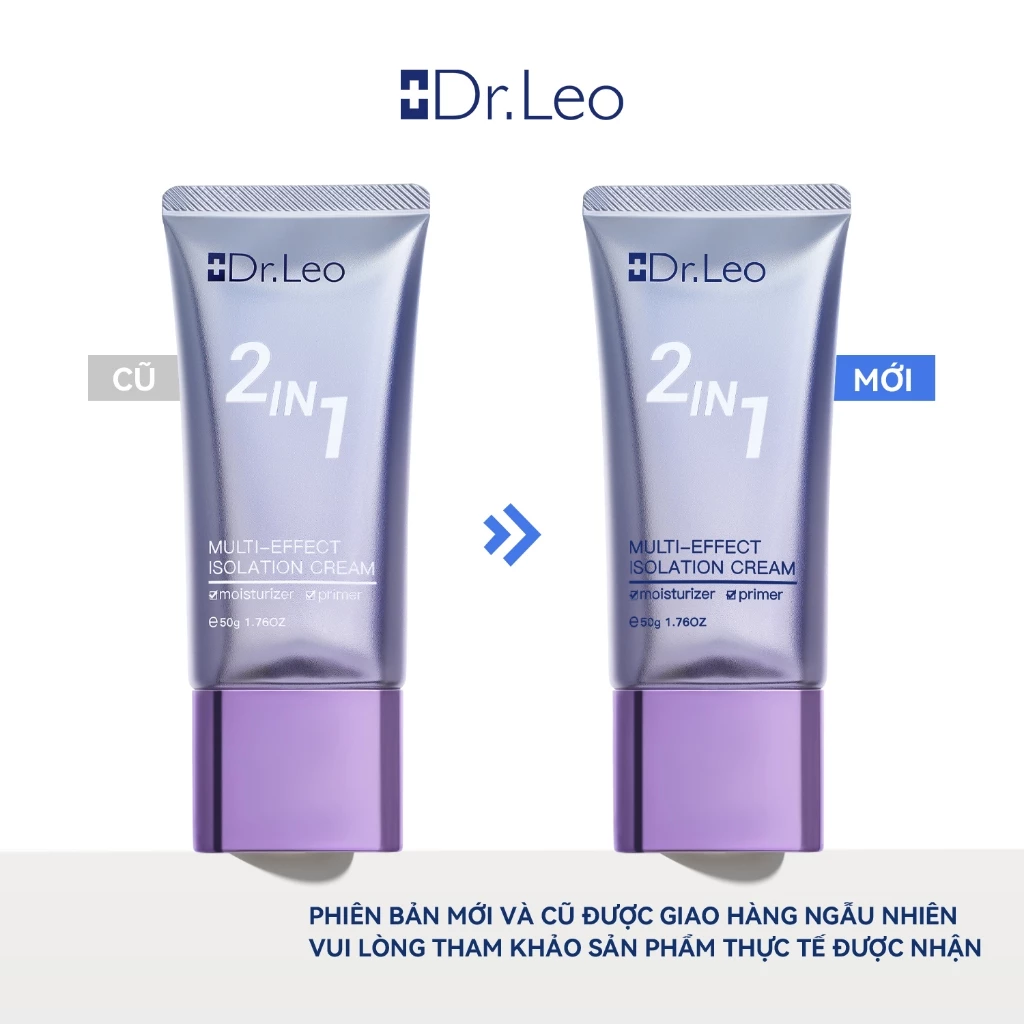 Dr.Leo
Dr.Leo
2IN1
CŨ
MULTI-EFFECT
ISOLATION CREAM
moisturizer primer
e50g 1.76OZ
Dr.Leo
2IN1
MỚI
MULTI-EFFECT
ISOLATION CREAM
moisturizer primer
e50g 1.76OZ
PHIÊN BẢN MỚI VÀ CŨ ĐƯỢC GIAO HÀNG NGẪU NHIÊN
VUI LÒNG THAM KHẢO SẢN PHẨM THỰC TẾ ĐƯỢC NHẬN